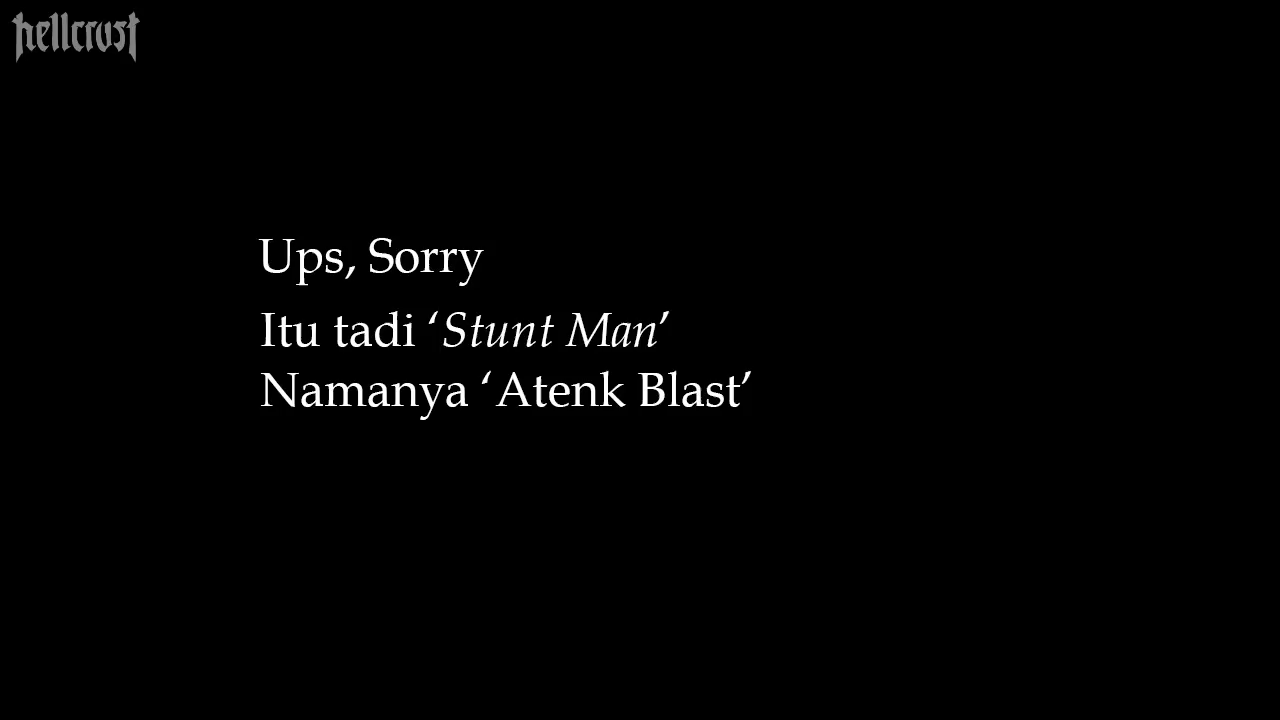 hellcrust
Ups, Sorry
Itu tadi ‘Stunt Man’
Namanya ‘Atenk Blast’